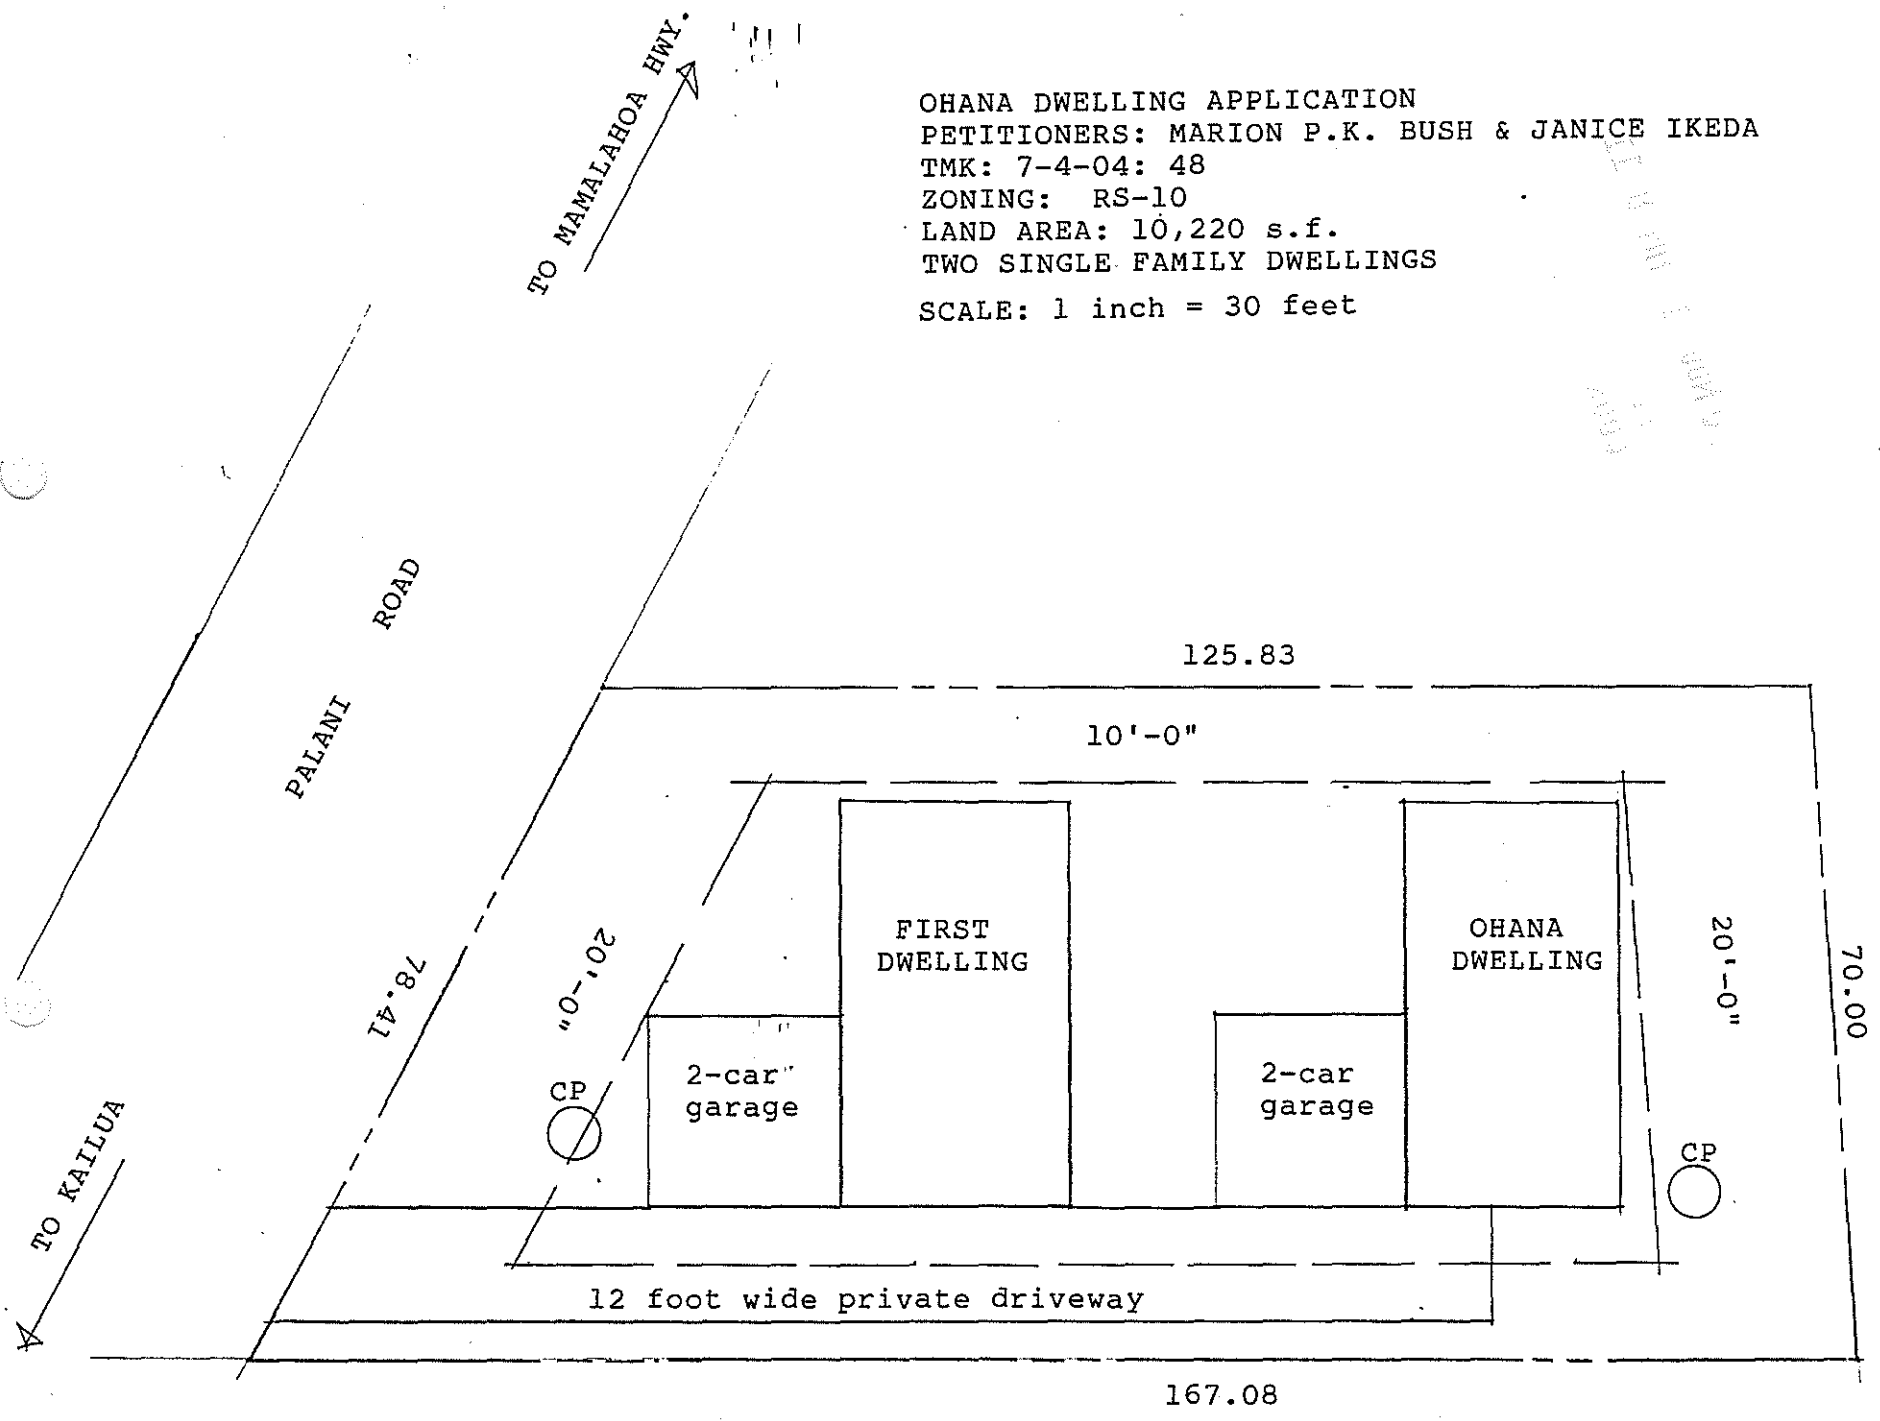 TO MAMALAHOA HWY.
OHANA DWELLING APPLICATION
PETITIONERS: MARION P.K. BUSH & JANICE IKEDA
TMK: 7-4-04: 48
ZONING: RS-10
LAND AREA: 10,220 s.f.
TWO SINGLE FAMILY DWELLINGS
SCALE: 1 inch = 30 feet
PALANI ROAD
125.83
10'-0"
78.41
20'-0"
FIRST
DWELLING
OHANA
DWELLING
20'-0"
70.00
2-car
garage
2-car
garage
CP
CP
TO KAILUA
12 foot wide private driveway
167.08